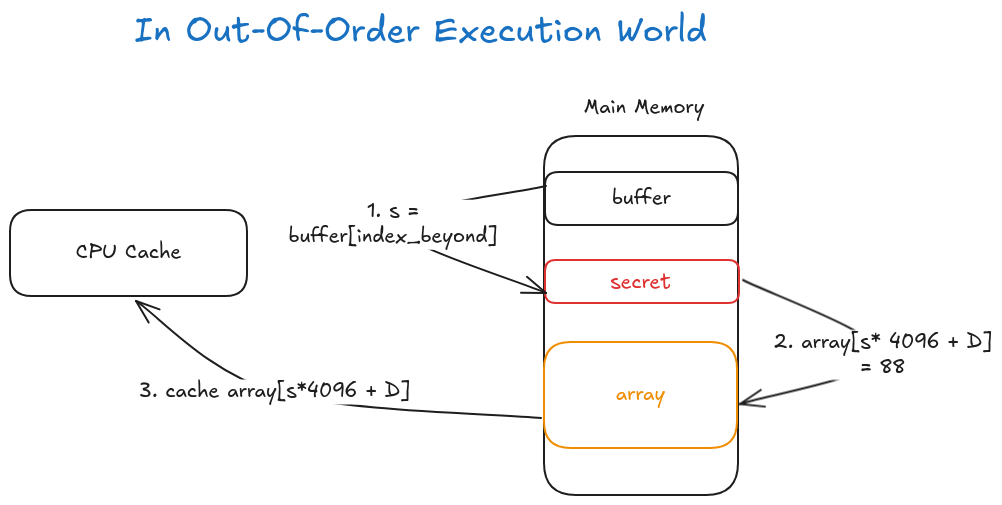 In Out-Of-Order Execution World
Main Memory
buffer
1. s =
buffer[index_beyond]
CPU Cache
secret
2. array[s* 4096 + D]
= 88
3. cache array[s*4096 + D]
array